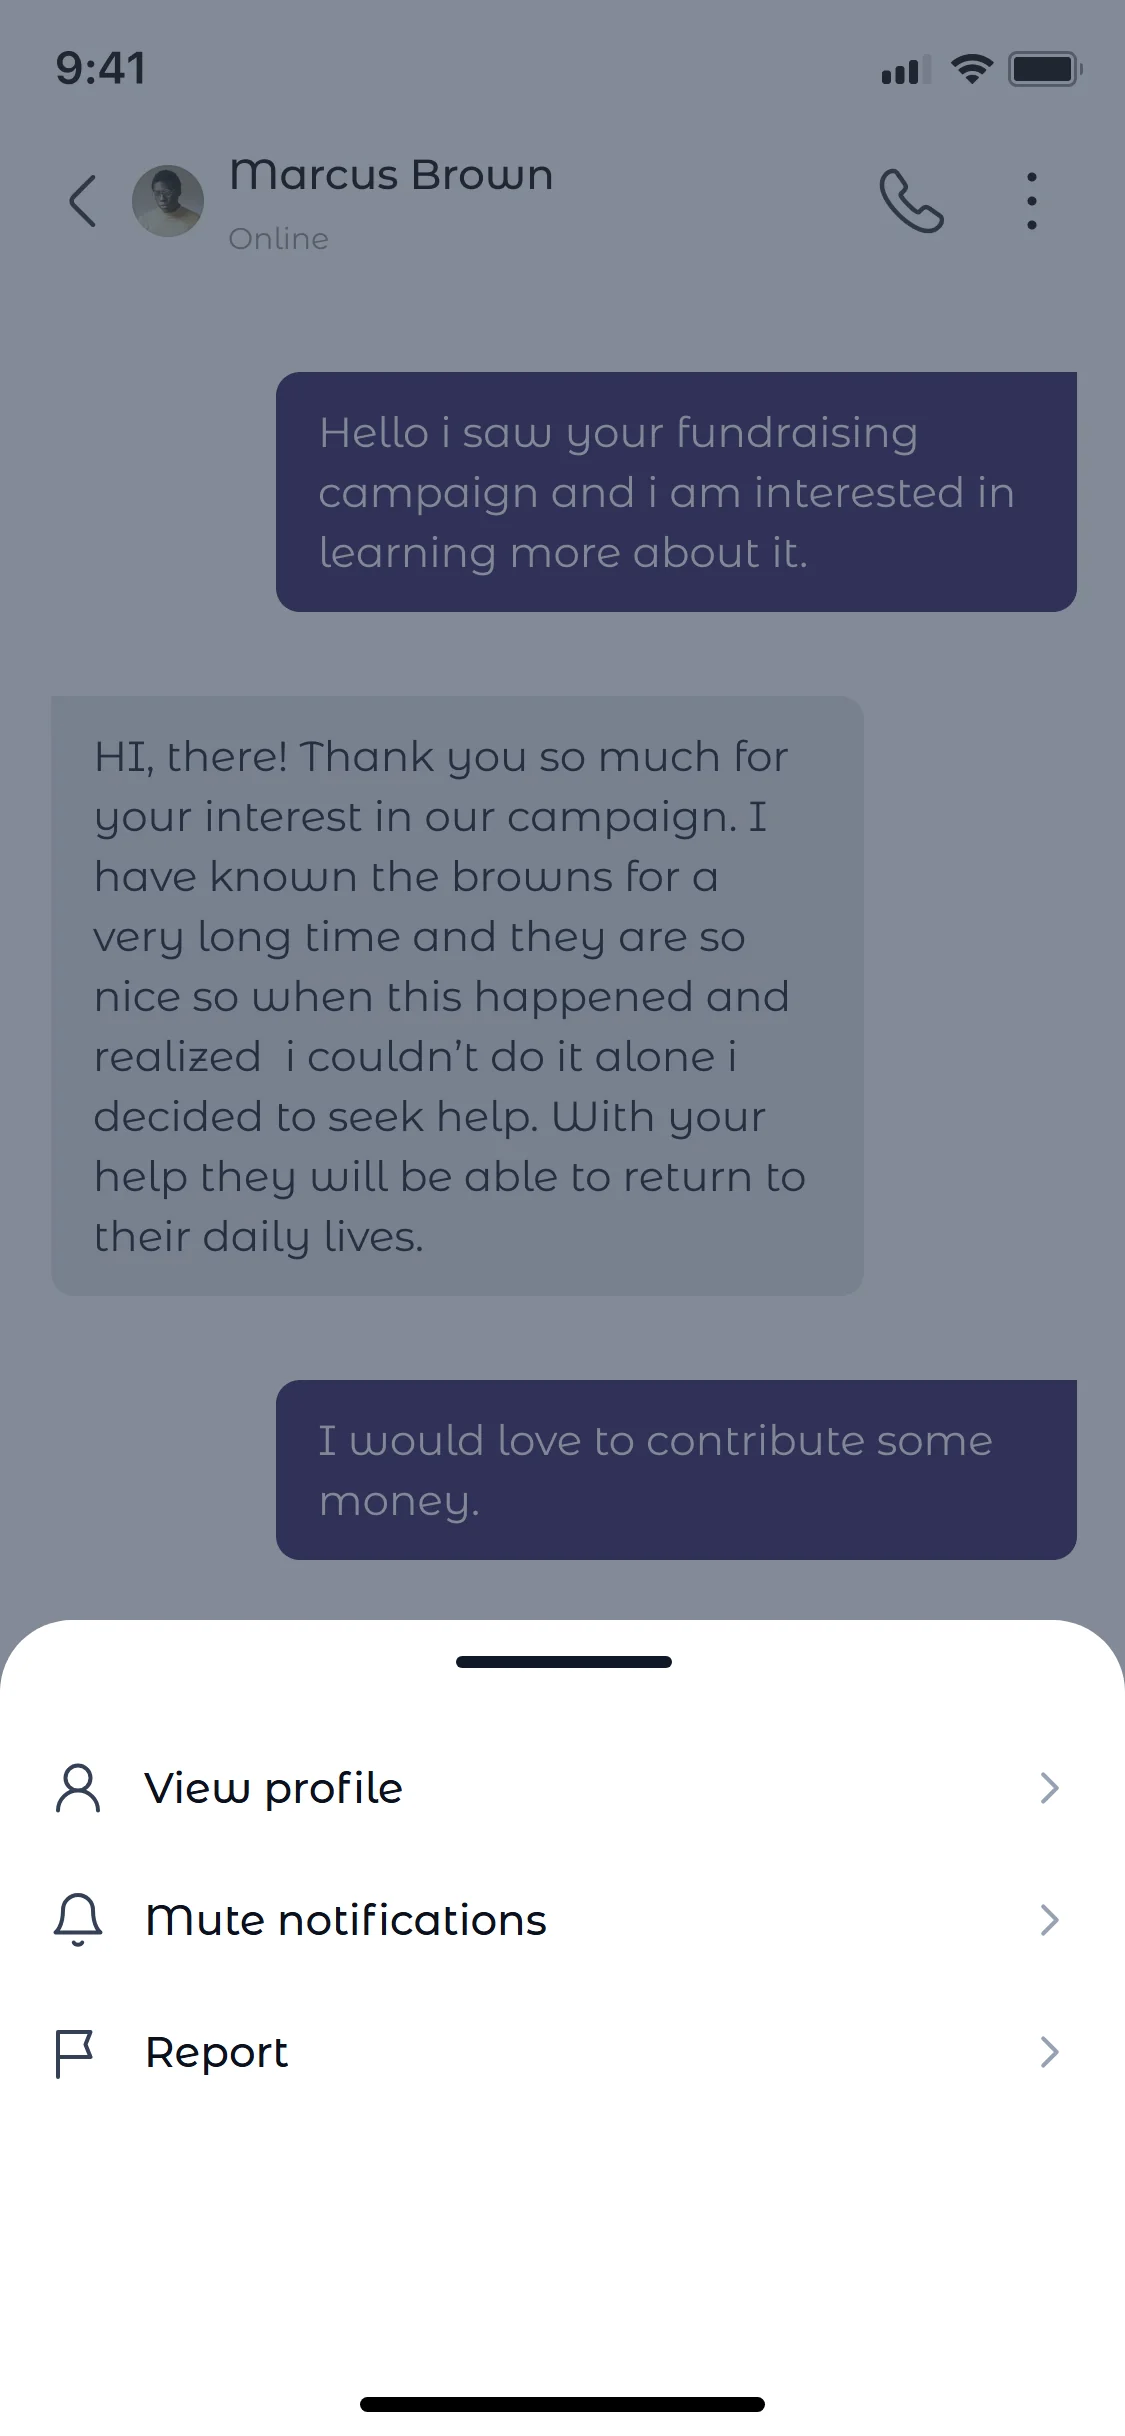 9:41
Marcus Brown
Online
Hello i saw your fundraising
campaign and i am interested in
learning more about it.
HI, there! Thank you so much for
your interest in our campaign. I
have known the browns for a
very long time and they are so
nice so when this happened and
realized  i couldn’t do it alone i
decided to seek help. With your
help they will be able to return to
their daily lives.
I would love to contribute some
money.
View profile
Mute notifications
Report